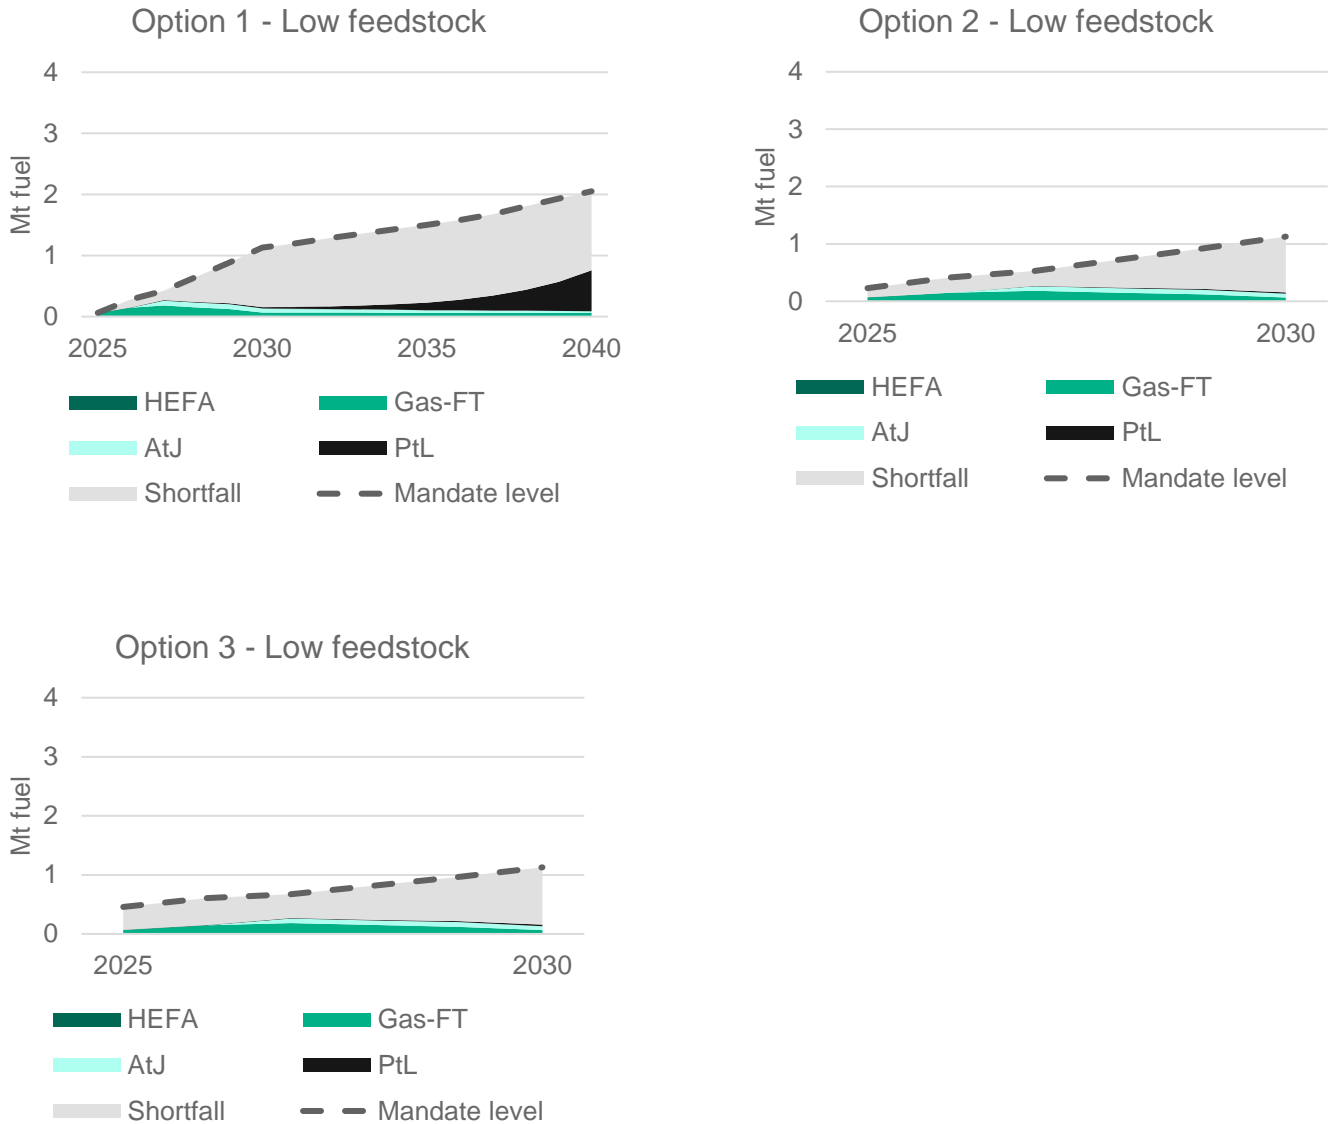 Option 1 - Low feedstock
4
3
2
1
0
Mt fuel
2025 2030 2035 2040
HEFA Gas-FT
AtJ PtL
Shortfall Mandate level
Option 2 - Low feedstock
4
3
2
1
0
Mt fuel
2025 2030
HEFA Gas-FT
AtJ PtL
Shortfall Mandate level
Option 3 - Low feedstock
4
3
2
1
0
Mt fuel
2025 2030
HEFA Gas-FT
AtJ PtL
Shortfall Mandate level